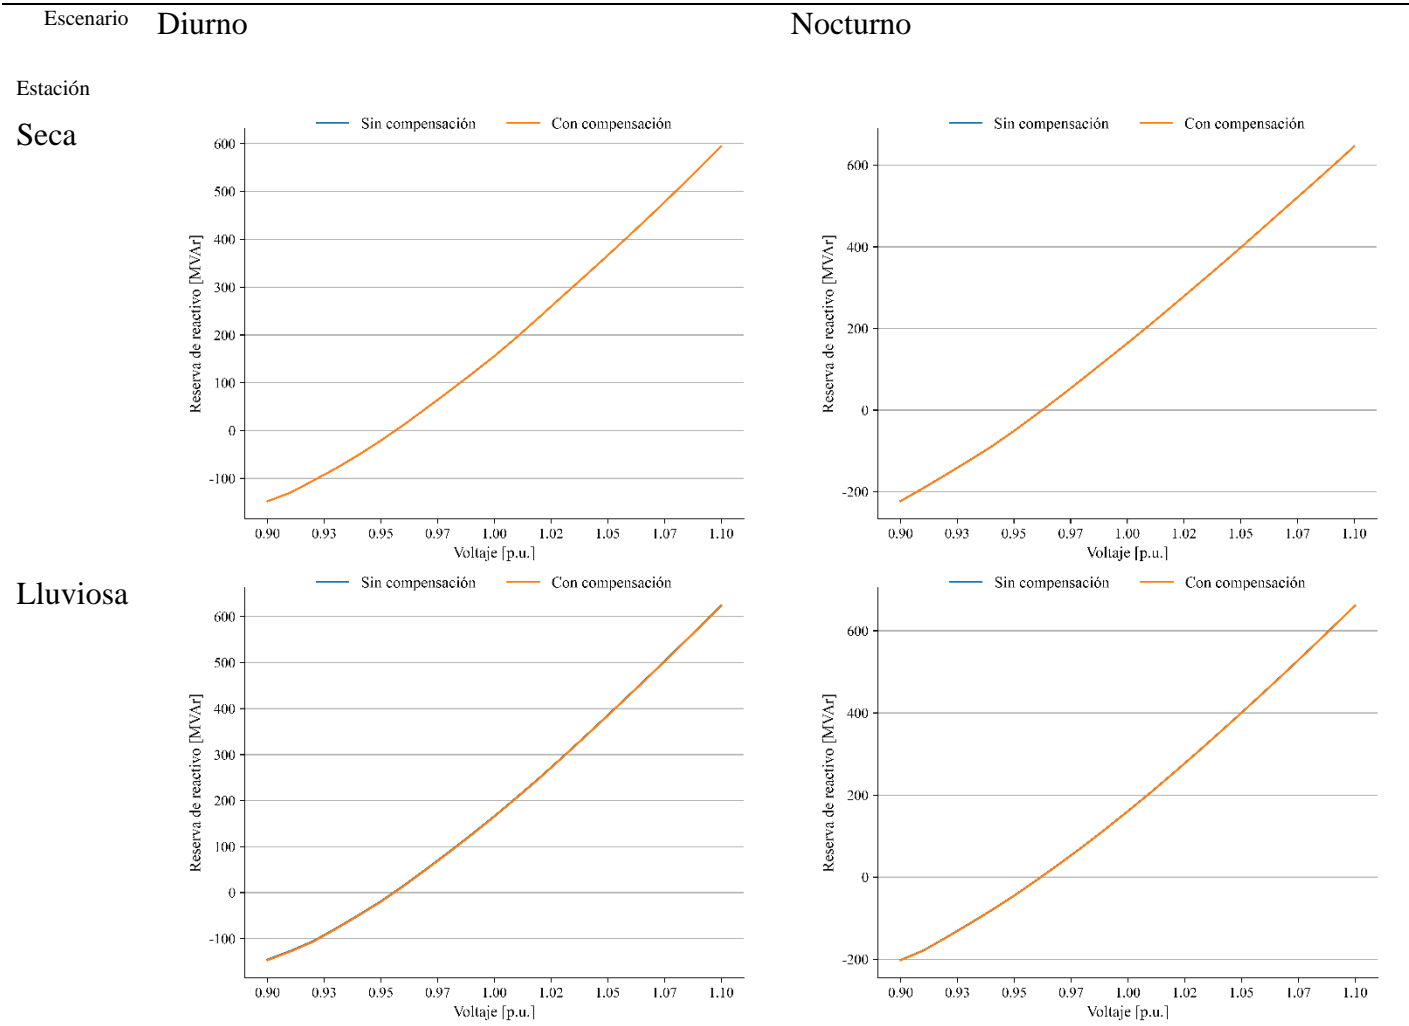 Escenario Diurno Nocturno
Estación
Seca
Sin compensación Con compensación
600
500
400
300
200
100
0
-100
Reserva de reactivo [MVAr]
0.90 0.93 0.95 0.97 1.00 1.02 1.05 1.07 1.10
Voltaje [p.u.]
Sin compensación Con compensación
600
400
200
0
-200
Reserva de reactivo [MVAr]
0.90 0.93 0.95 0.97 1.00 1.02 1.05 1.07 1.10
Voltaje [p.u.]
Lluviosa
Sin compensación Con compensación
600
500
400
300
200
100
0
-100
Reserva de reactivo [MVAr]
0.90 0.93 0.95 0.97 1.00 1.02 1.05 1.07 1.10
Voltaje [p.u.]
Sin compensación Con compensación
600
400
200
0
-200
Reserva de reactivo [MVAr]
0.90 0.93 0.95 0.97 1.00 1.02 1.05 1.07 1.10
Voltaje [p.u.]